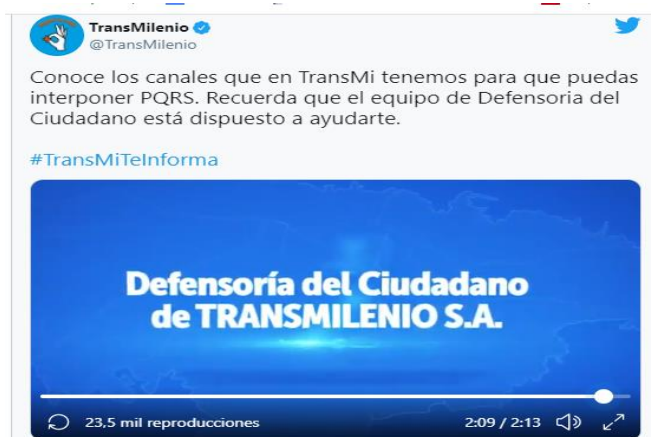 TransMilenio
@TransMilenio
Conoce los canales que en TransMi tenemos para que puedas
interponer PQRS. Recuerda que el equipo de Defensoria del
Ciudadano está dispuesto a ayudarte.
#TransMiTeInforma
Defensoría del Ciudadano
de TRANSMILENIO S.A.
23,5 mil reproducciones
2:09 / 2:13